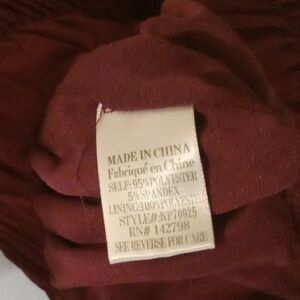 MADE IN CHINA
Fabriqué en Chine
SELF:95%POLYESTER
5%SPANDEX
LINING:100%POLYESTER
STYLE#:NP70025
RN# 142798
SEE REVERSE FOR CARE